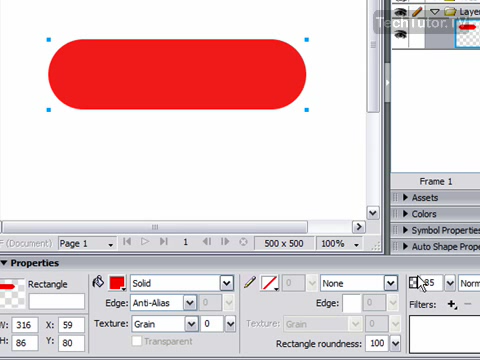 Layer
TechTutor.TV
Frame 1
Assets
Colors
Symbol Properties
Auto Shape Prope
(Document) Page 1 1 500 x 500 100%
Properties
Rectangle Solid None 85 Norm
Edge: Anti-Alias 0 Edge: Filters:
Texture: Grain 0 Texture: Grain 0
W: 316 X: 59 Transparent
H: 86 Y: 80 Rectangle roundness: 100